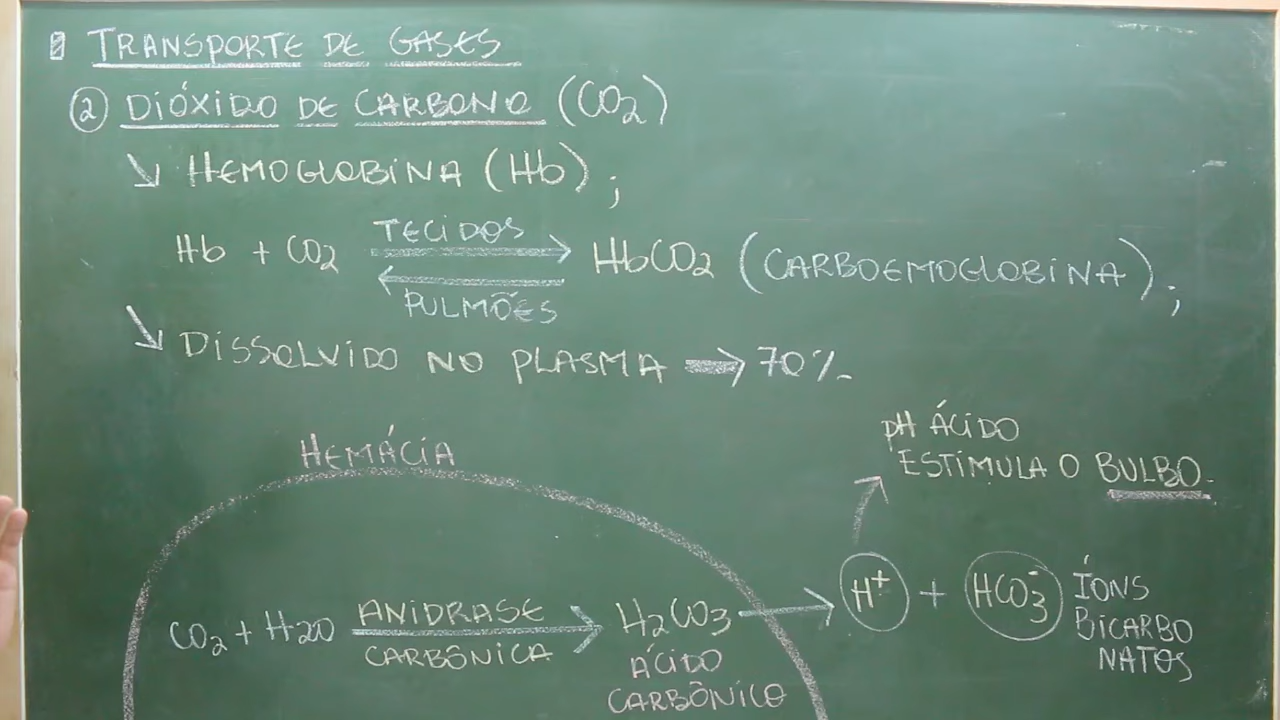 TRANSPORTE DE GASES
② DIÓXIDO DE CARBONO (CO₂)
↘ HEMOGLOBINA (Hb);
Hb + CO₂ TECIDOS → HbCO₂ (CARBOEMOGLOBINA);
← PULMÕES
↘ DISSOLVIDO NO PLASMA ⇒ 70%.
pH ÁCIDO
ESTIMULA O BULBO.
HEMÁCIA
CO₂ + H₂O ANIDRASE CARBÔNICA → H₂CO₃ → H⁺ + HCO₃⁻ ÍONS
ÁCIDO BICARBO
CARBÔNICO NATOS